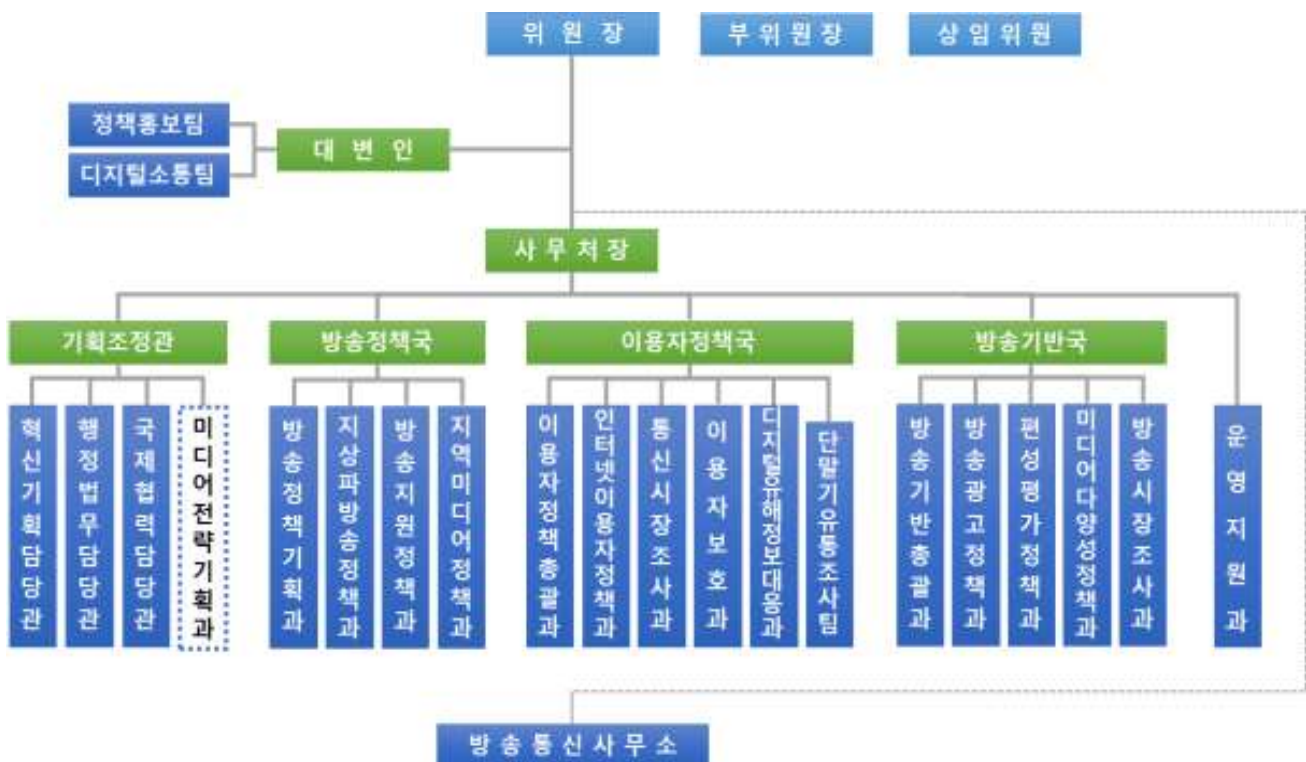 위 원 장
부 위 원 장
상 임 위 원
정책홍보팀
대 변 인
디지털소통팀
사 무 처 장
기획조정관
방송정책국
이용자정책국
방송기반국
혁신기획담당관
행정법무담당관
국제협력담당관
미디어전략기획과
방송정책기획과
지상파방송정책과
방송지원정책과
지역미디어정책과
이용자정책총괄과
인터넷이용자정책과
통신시장조사과
이용자보호과
디지털유해정보대응과
단말기유통조사팀
방송기반총괄과
방송광고정책과
편성평가정책과
미디어다양성정책과
방송시장조사과
운영지원과
방 송 통 신 사 무 소